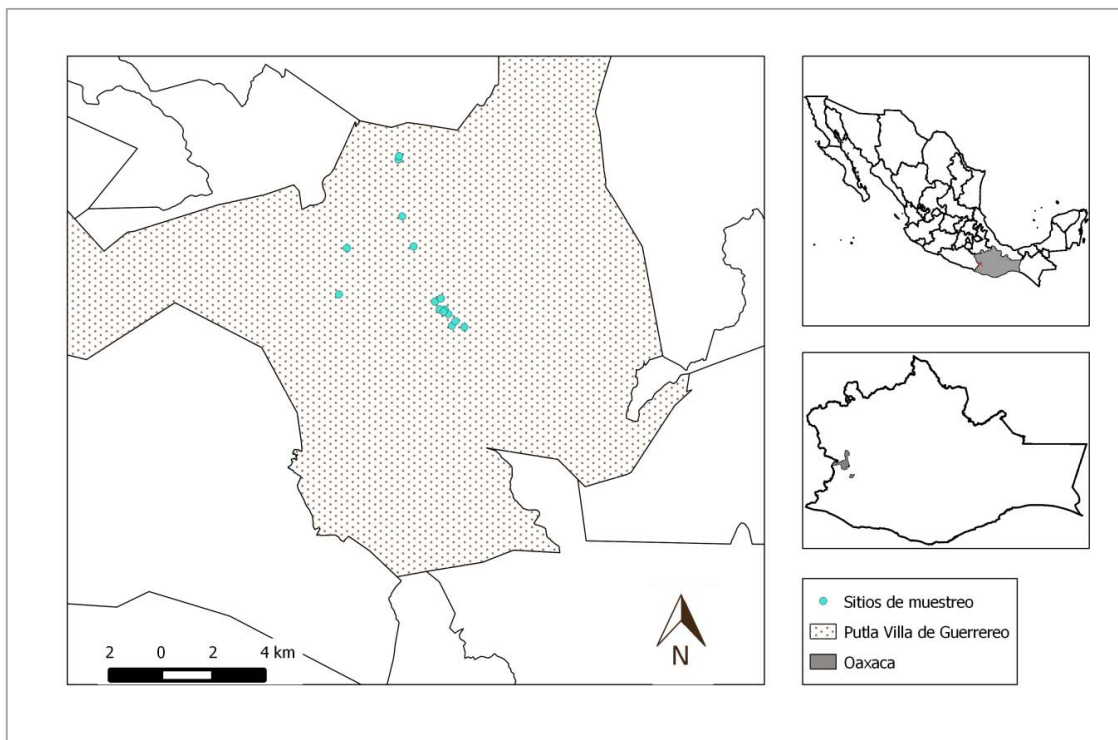 2 0 2 4 km
N
Sitios de muestreo
Putla Villa de Guerrereo
Oaxaca